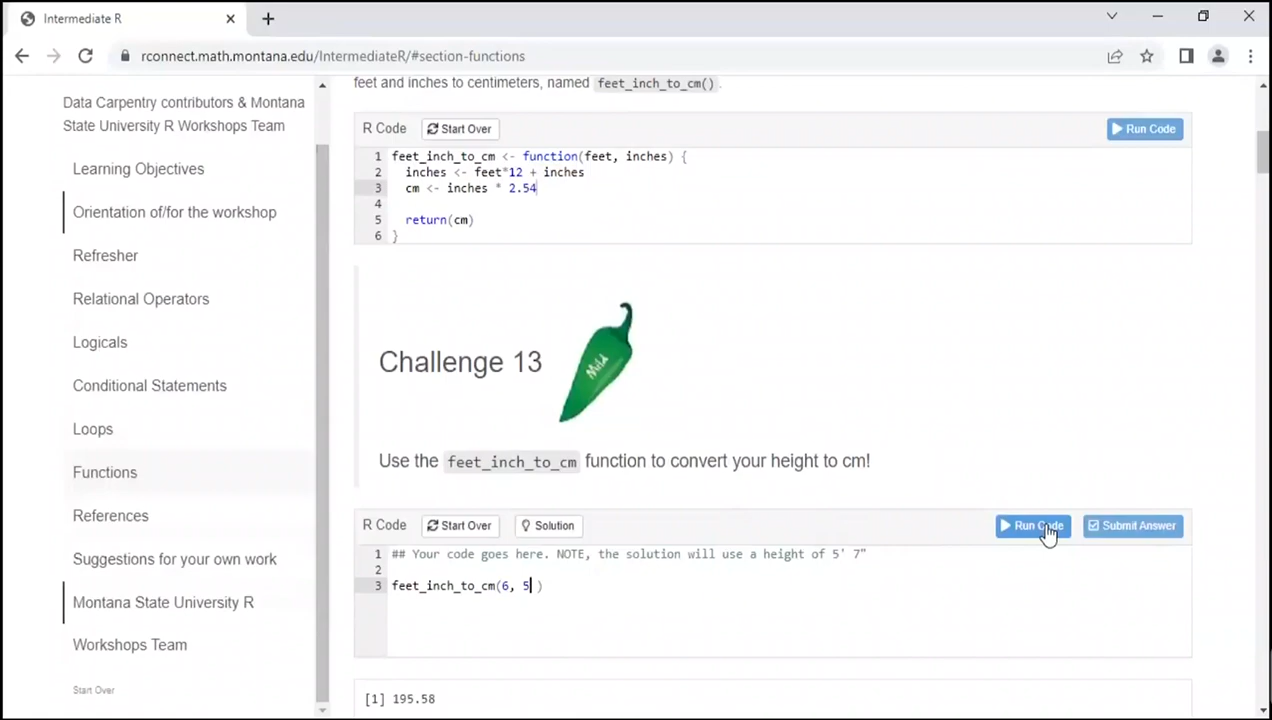 Intermediate R
rconnect.math.montana.edu/IntermediateR/#section-functions
Data Carpentry contributors & Montana
State University R Workshops Team
Learning Objectives
Orientation of/for the workshop
Refresher
Relational Operators
Logicals
Conditional Statements
Loops
Functions
References
Suggestions for your own work
Montana State University R
Workshops Team
Start Over
feet and inches to centimeters, named feet_inch_to_cm().
R Code Start Over Run Code
1 feet_inch_to_cm <- function(feet, inches) {
2 inches <- feet*12 + inches
3 cm <- inches * 2.54
4
5 return(cm)
6 }
Challenge 13
Mild
Use the feet_inch_to_cm function to convert your height to cm!
R Code Start Over Solution Run Code Submit Answer
1 ## Your code goes here. NOTE, the solution will use a height of 5' 7"
2
3 feet_inch_to_cm(6, 5 )
[1] 195.58